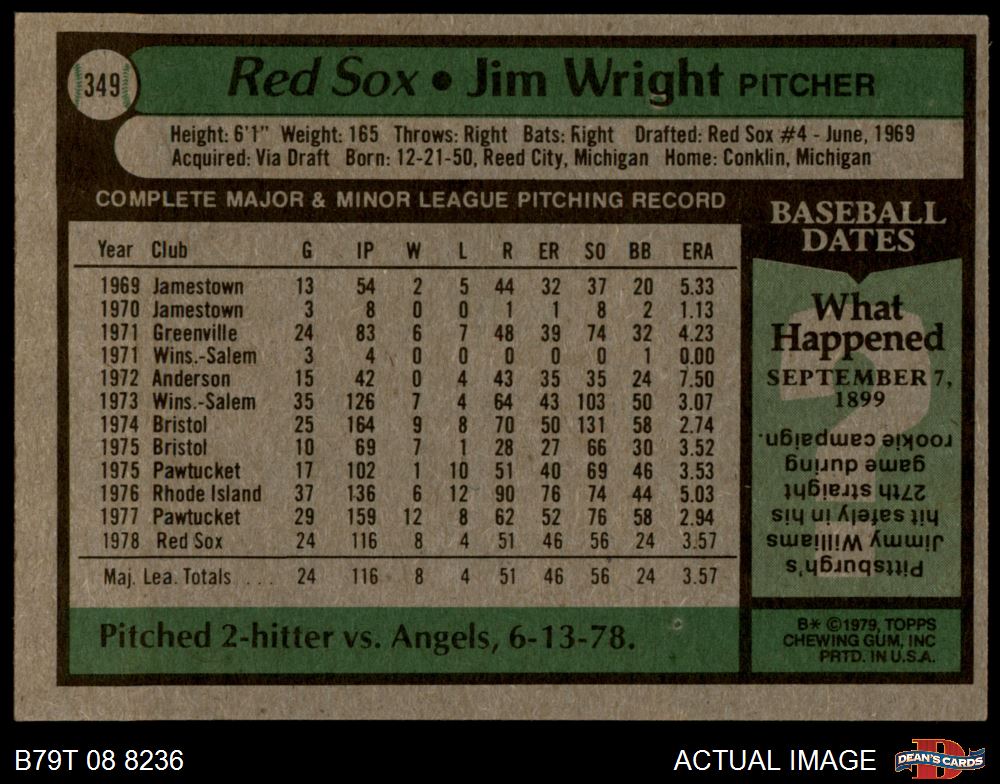 349
Red Sox • Jim Wright PITCHER
Height: 6'1" Weight: 165 Throws: Right Bats: Right Drafted: Red Sox #4 - June, 1969
Acquired: Via Draft Born: 12-21-50, Reed City, Michigan Home: Conklin, Michigan
COMPLETE MAJOR & MINOR LEAGUE PITCHING RECORD
Year Club G IP W L R ER SO BB ERA
1969 Jamestown 13 54 2 5 44 32 37 20 5.33
1970 Jamestown 3 8 0 0 1 1 8 2 1.13
1971 Greenville 24 83 6 7 48 39 74 32 4.23
1971 Wins.-Salem 3 4 0 0 0 0 0 1 0.00
1972 Anderson 15 42 0 4 43 35 35 24 7.50
1973 Wins.-Salem 35 126 7 4 64 43 103 50 3.07
1974 Bristol 25 164 9 8 70 50 131 58 2.74
1975 Bristol 10 69 7 1 28 27 66 30 3.52
1975 Pawtucket 17 102 1 10 51 40 69 46 3.53
1976 Rhode Island 37 136 6 12 90 76 74 44 5.03
1977 Pawtucket 29 159 12 8 62 52 76 58 2.94
1978 Red Sox 24 116 8 4 51 46 56 24 3.57
Maj. Lea. Totals ... 24 116 8 4 51 46 56 24 3.57
Pitched 2-hitter vs. Angels, 6-13-78.
BASEBALL
DATES
What
Happened
SEPTEMBER 7,
1899
Pittsburgh's
Jimmy Williams
hit safely in his
27th straight
game during
rookie campaign.
B* ©1979, TOPPS
CHEWING GUM, INC
PRTD. IN U.S.A.
B79T 08 8236
ACTUAL IMAGE
DEAN'S CARDS